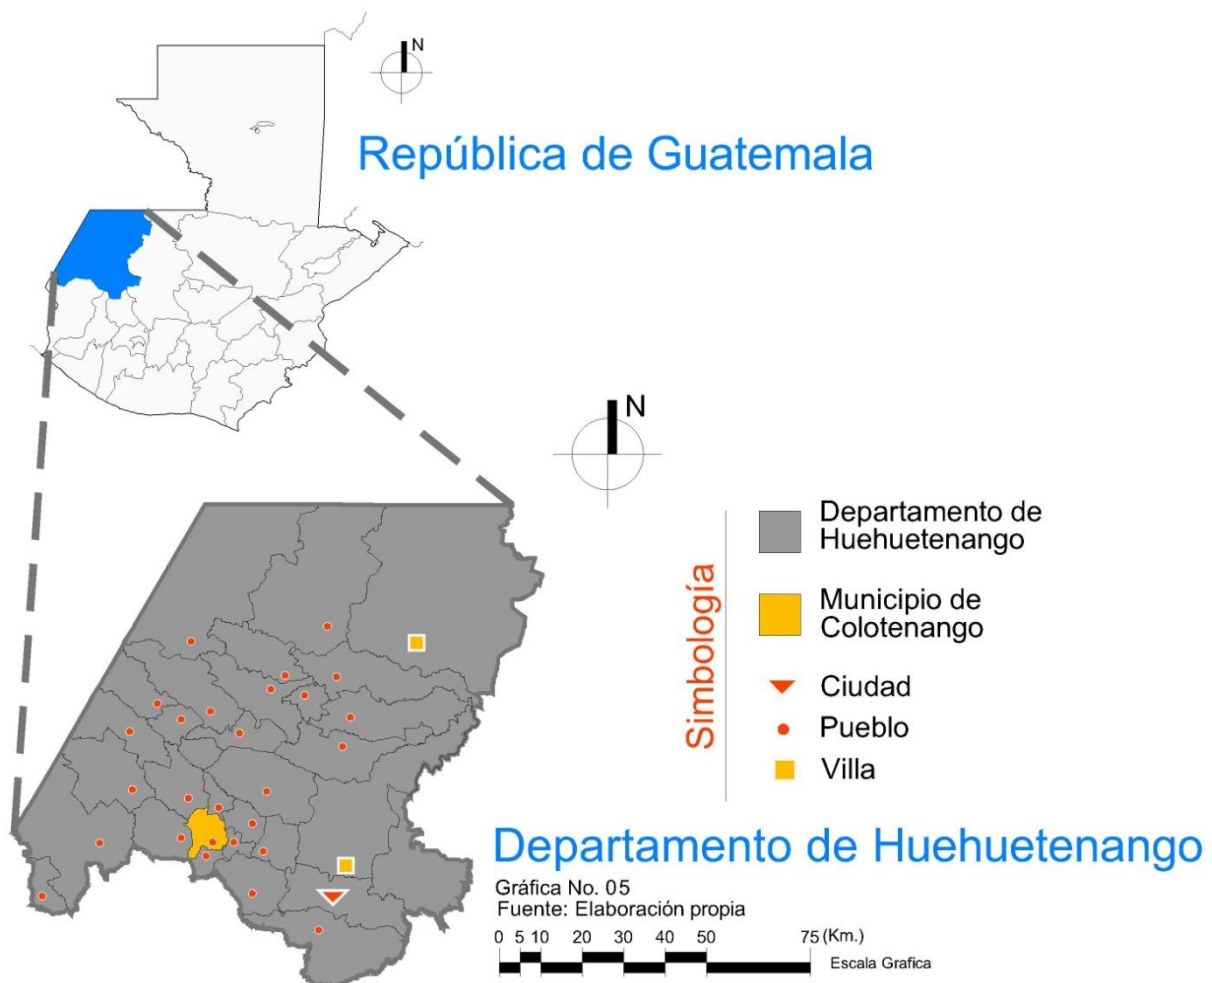 N
República de Guatemala
N
Simbología
Departamento de
Huehuetenango
Municipio de
Colotenango
Ciudad
Pueblo
Villa
Departamento de Huehuetenango
Gráfica No. 05
Fuente: Elaboración propia
0 5 10 20 30 40 50 75 (Km.)
Escala Grafica